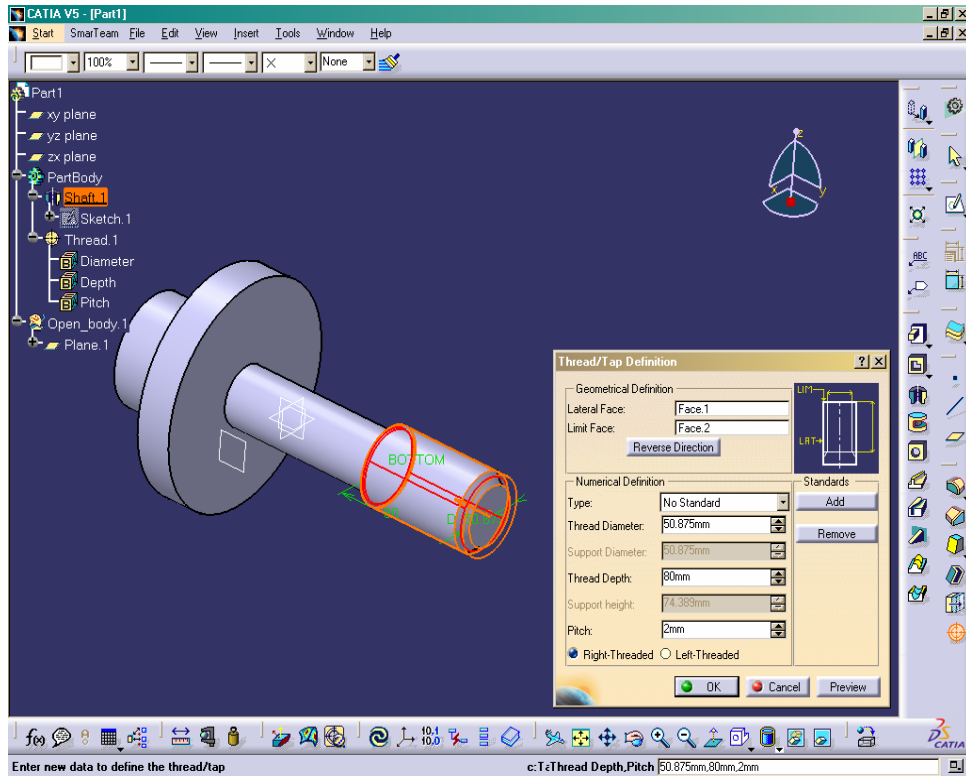 CATIA V5 - [Part1]
Start SmarTeam File Edit View Insert Tools Window Help
100% None
Part1
xy plane
yz plane
zx plane
PartBody
Shaft.1
Sketch.1
Thread.1
Diameter
Depth
Pitch
Open_body.1
Plane.1
z
x y
ABC
BOTTOM
Thread/Tap Definition
Geometrical Definition
Lateral Face: Face.1
Limit Face: Face.2
Reverse Direction
LIM
LAT
Numerical Definition
Type: No Standard
Thread Diameter: 50.875mm
Support Diameter: 50.875mm
Thread Depth: 80mm
Support height: 74.389mm
Pitch: 2mm
Right-Threaded Left-Threaded
Standards
Add
Remove
OK Cancel Preview
f(x) 10.1 10.0
CATIA
Enter new data to define the thread/tap
Thread Depth,Pitch 50.875mm,80mm,2mm